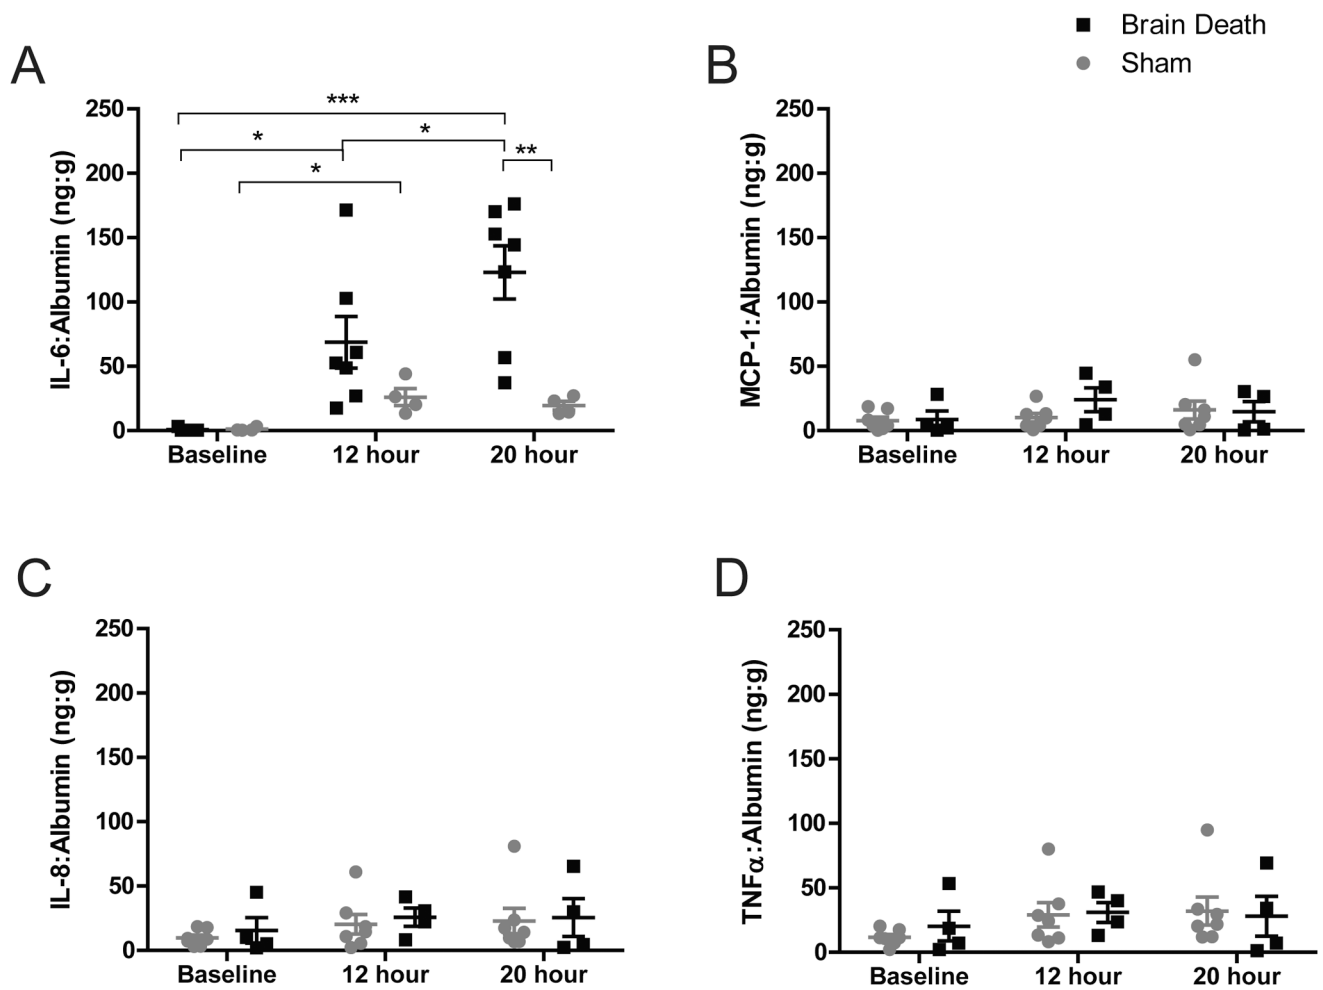 Brain Death
Sham
A
IL-6:Albumin (ng:g)
250
200
150
100
50
0
***
*
*
**
*
Baseline
12 hour
20 hour
B
MCP-1:Albumin (ng:g)
250
200
150
100
50
0
Baseline
12 hour
20 hour
C
IL-8:Albumin (ng:g)
250
200
150
100
50
0
Baseline
12 hour
20 hour
D
TNFα:Albumin (ng:g)
250
200
150
100
50
0
Baseline
12 hour
20 hour